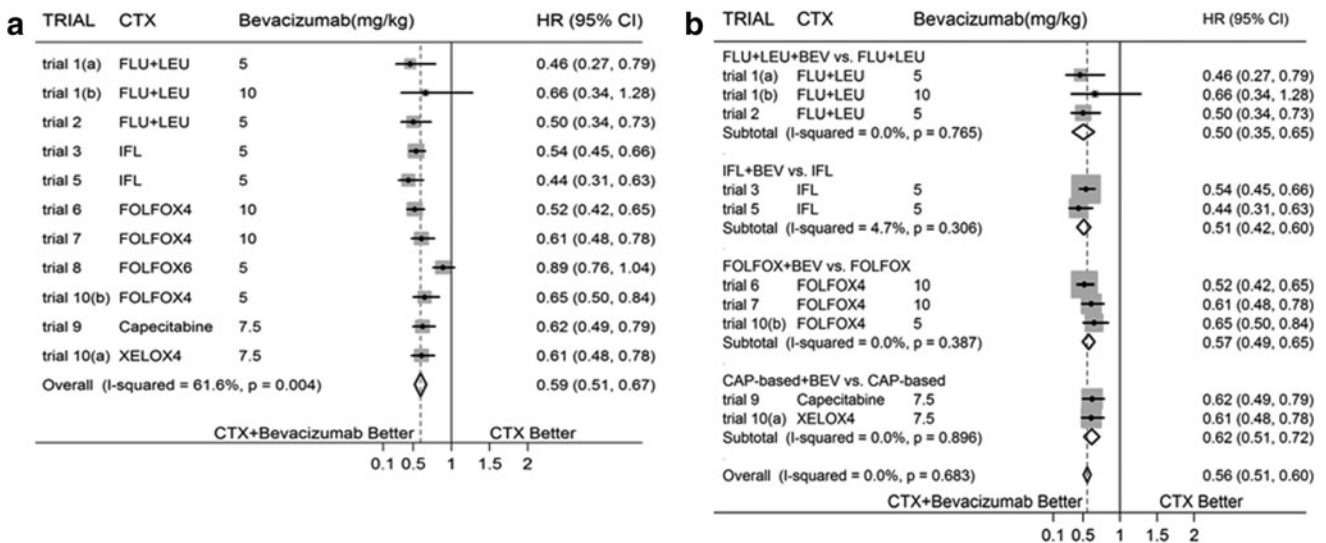 a
TRIAL CTX Bevacizumab(mg/kg) HR (95% CI)
trial 1(a) FLU+LEU 5 0.46 (0.27, 0.79)
trial 1(b) FLU+LEU 10 0.66 (0.34, 1.28)
trial 2 FLU+LEU 5 0.50 (0.34, 0.73)
trial 3 IFL 5 0.54 (0.45, 0.66)
trial 5 IFL 5 0.44 (0.31, 0.63)
trial 6 FOLFOX4 10 0.52 (0.42, 0.65)
trial 7 FOLFOX4 10 0.61 (0.48, 0.78)
trial 8 FOLFOX6 5 0.89 (0.76, 1.04)
trial 10(b) FOLFOX4 5 0.65 (0.50, 0.84)
trial 9 Capecitabine 7.5 0.62 (0.49, 0.79)
trial 10(a) XELOX4 7.5 0.61 (0.48, 0.78)
Overall (I-squared = 61.6%, p = 0.004) 0.59 (0.51, 0.67)
CTX+Bevacizumab Better CTX Better
0.1 0.5 1 1.5 2
b
TRIAL CTX Bevacizumab(mg/kg) HR (95% CI)
FLU+LEU+BEV vs. FLU+LEU
trial 1(a) FLU+LEU 5 0.46 (0.27, 0.79)
trial 1(b) FLU+LEU 10 0.66 (0.34, 1.28)
trial 2 FLU+LEU 5 0.50 (0.34, 0.73)
Subtotal (I-squared = 0.0%, p = 0.765) 0.50 (0.35, 0.65)
IFL+BEV vs. IFL
trial 3 IFL 5 0.54 (0.45, 0.66)
trial 5 IFL 5 0.44 (0.31, 0.63)
Subtotal (I-squared = 4.7%, p = 0.306) 0.51 (0.42, 0.60)
FOLFOX+BEV vs. FOLFOX
trial 6 FOLFOX4 10 0.52 (0.42, 0.65)
trial 7 FOLFOX4 10 0.61 (0.48, 0.78)
trial 10(b) FOLFOX4 5 0.65 (0.50, 0.84)
Subtotal (I-squared = 0.0%, p = 0.387) 0.57 (0.49, 0.65)
CAP-based+BEV vs. CAP-based
trial 9 Capecitabine 7.5 0.62 (0.49, 0.79)
trial 10(a) XELOX4 7.5 0.61 (0.48, 0.78)
Subtotal (I-squared = 0.0%, p = 0.896) 0.62 (0.51, 0.72)
Overall (I-squared = 0.0%, p = 0.683) 0.56 (0.51, 0.60)
CTX+Bevacizumab Better CTX Better
0.1 0.5 1 1.5 2